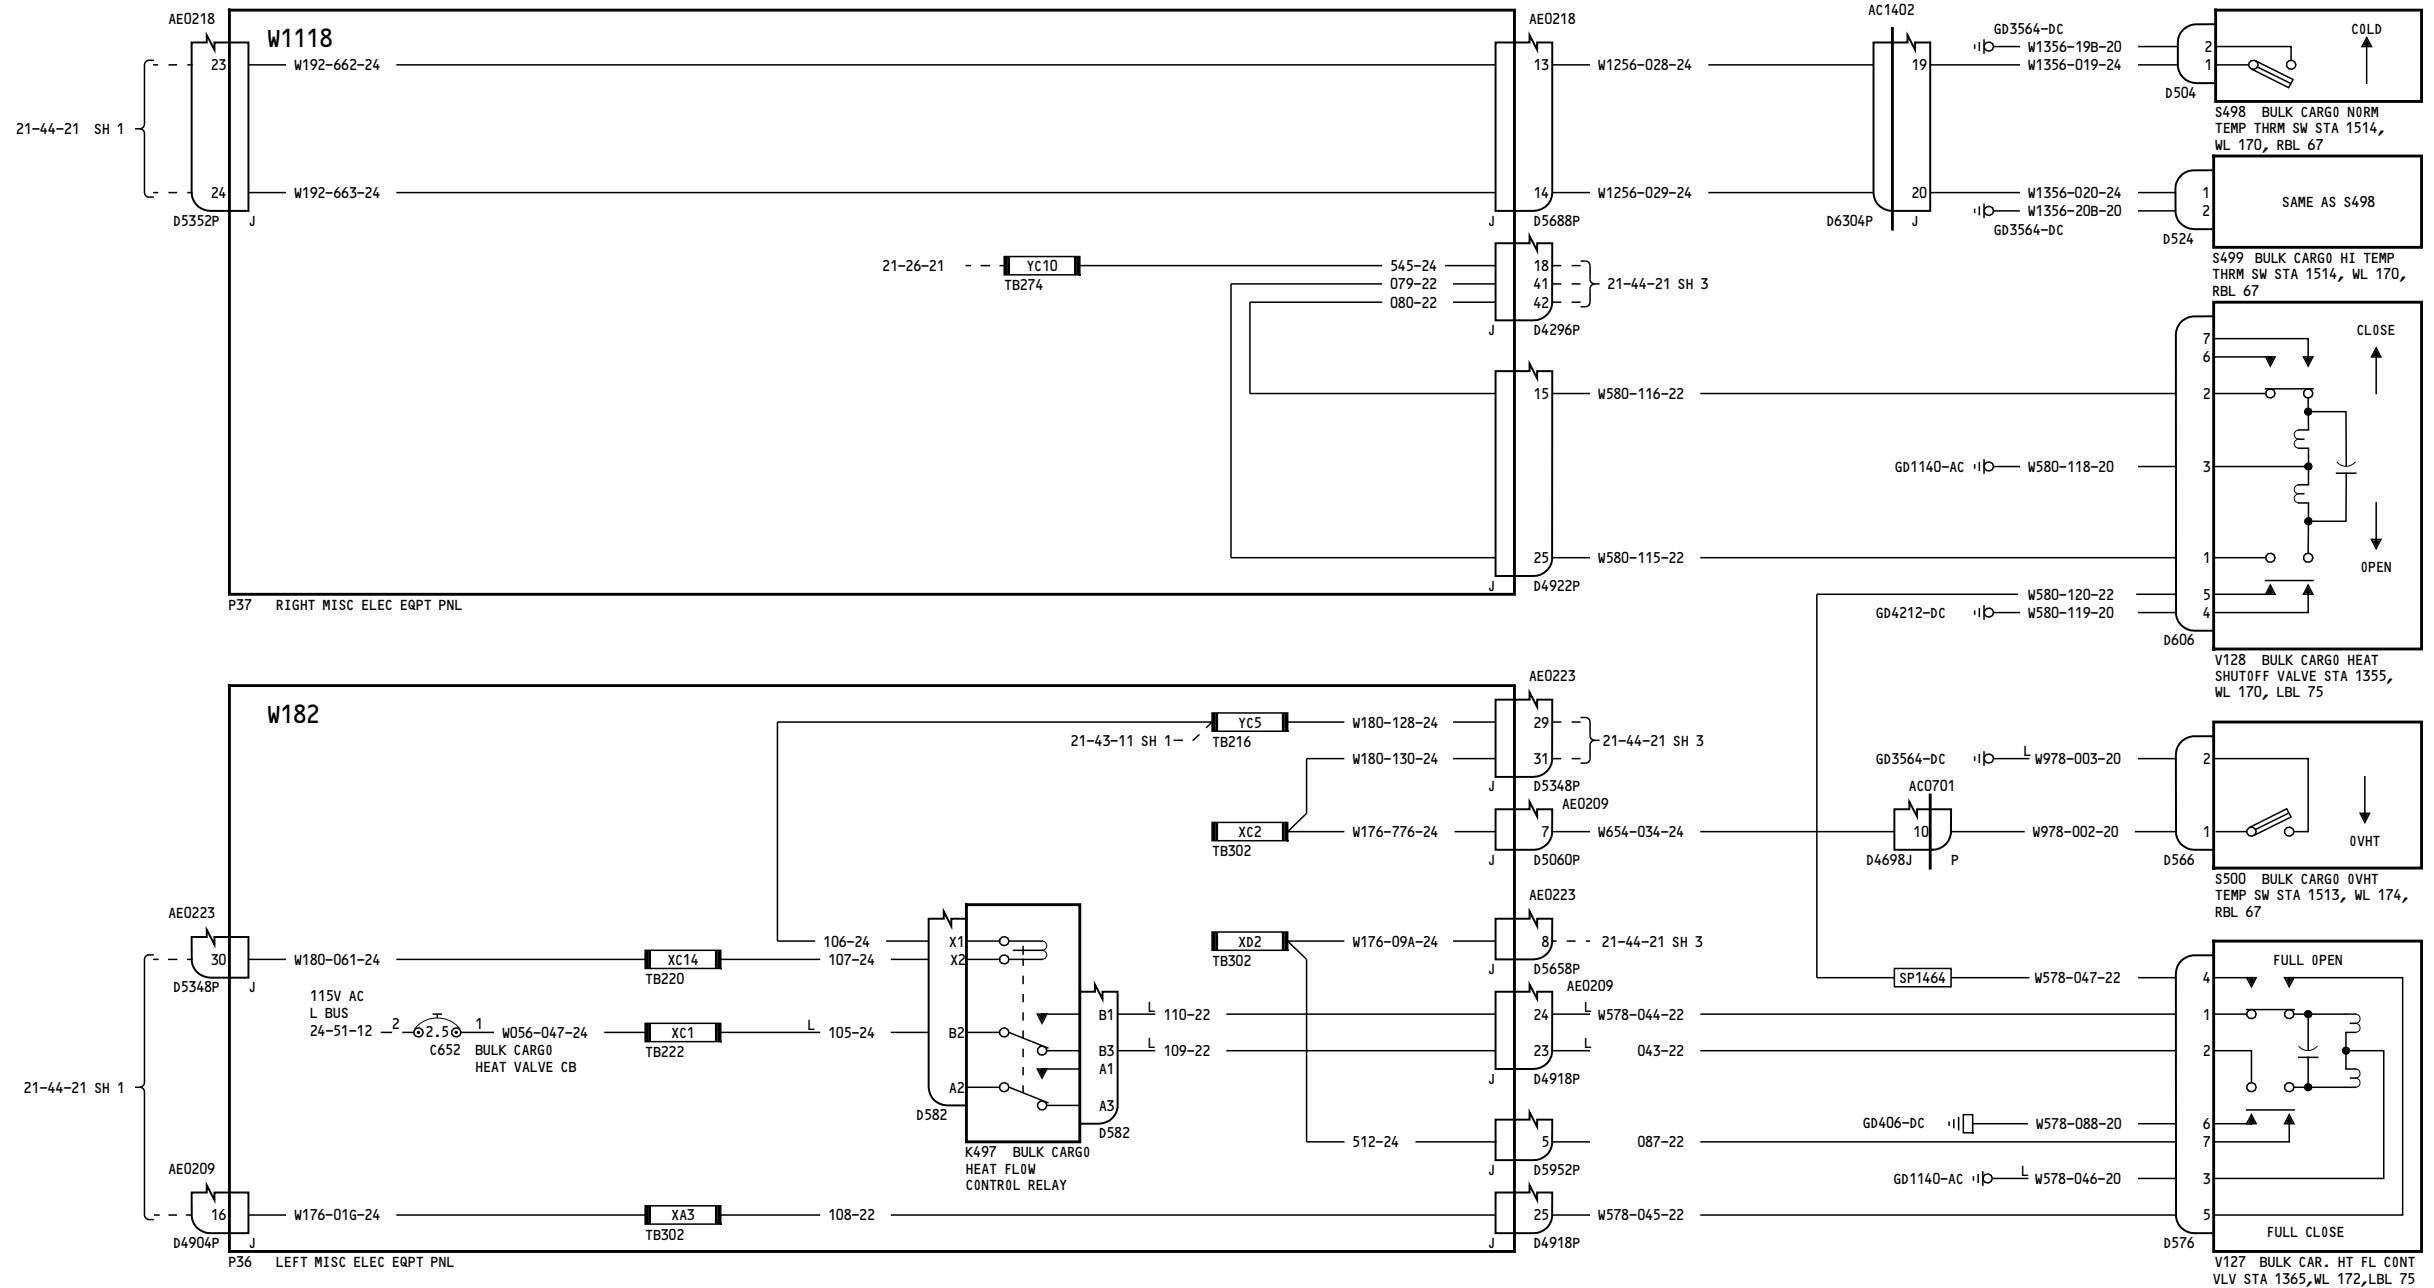 AE0218
W1118
AE0218
AC1402
GD3564-DC
COLD
23
W192-662-24
13
W1256-028-24
19
W1356-19B-20
2
W1356-019-24
1
D504
S498 BULK CARGO NORM
TEMP THRM SW STA 1514,
WL 170, RBL 67
21-44-21 SH 1
24
W192-663-24
14
W1256-029-24
20
W1356-020-24
1
W1356-20B-20
2
SAME AS S498
D5352P
J
J
D5688P
D6304P
J
GD3564-DC
D524
S499 BULK CARGO HI TEMP
THRM SW STA 1514, WL 170,
RBL 67
21-26-21
YC10
TB274
545-24
18
079-22
41
21-44-21 SH 3
080-22
42
J
D4296P
CLOSE
7
6
15
W580-116-22
2
GD1140-AC
W580-118-20
3
25
W580-115-22
1
OPEN
J
D4922P
W580-120-22
5
GD4212-DC
W580-119-20
4
D606
P37 RIGHT MISC ELEC EQPT PNL
V128 BULK CARGO HEAT
SHUTOFF VALVE STA 1355,
WL 170, LBL 75
AE0223
W182
YC5
W180-128-24
29
21-43-11 SH 1
TB216
21-44-21 SH 3
W180-130-24
31
GD3564-DC
L
W978-003-20
2
J
D5348P
AE0209
AC0701
XC2
W176-776-24
7
W654-034-24
10
W978-002-20
1
OVHT
TB302
J
D5060P
D4698J
P
D566
S500 BULK CARGO OVHT
TEMP SW STA 1513, WL 174,
RBL 67
AE0223
AE0223
106-24
X1
XD2
W176-09A-24
8
21-44-21 SH 3
TB302
30
W180-061-24
XC14
107-24
X2
FULL OPEN
D5348P
J
TB220
J
D5658P
SP1464
W578-047-22
4
AE0209
115V AC
L BUS
24-51-12
2
2.5
1
W056-047-24
XC1
L
105-24
B2
B1
L
110-22
24
L
W578-044-22
1
C652 BULK CARGO
HEAT VALVE CB
TB222
B3
L
109-22
23
L
043-22
2
21-44-21 SH 1
A1
A2
J
D4918P
A3
D582
D582
GD406-DC
W578-088-20
6
512-24
5
087-22
7
K497 BULK CARGO
HEAT FLOW
CONTROL RELAY
J
D5952P
AE0209
GD1140-AC
L
W578-046-20
3
16
W176-01G-24
XA3
108-22
25
W578-045-22
5
FULL CLOSE
D4904P
J
TB302
J
D4918P
D576
P36 LEFT MISC ELEC EQPT PNL
V127 BULK CAR. HT FL CONT
VLV STA 1365,WL 172,LBL 75